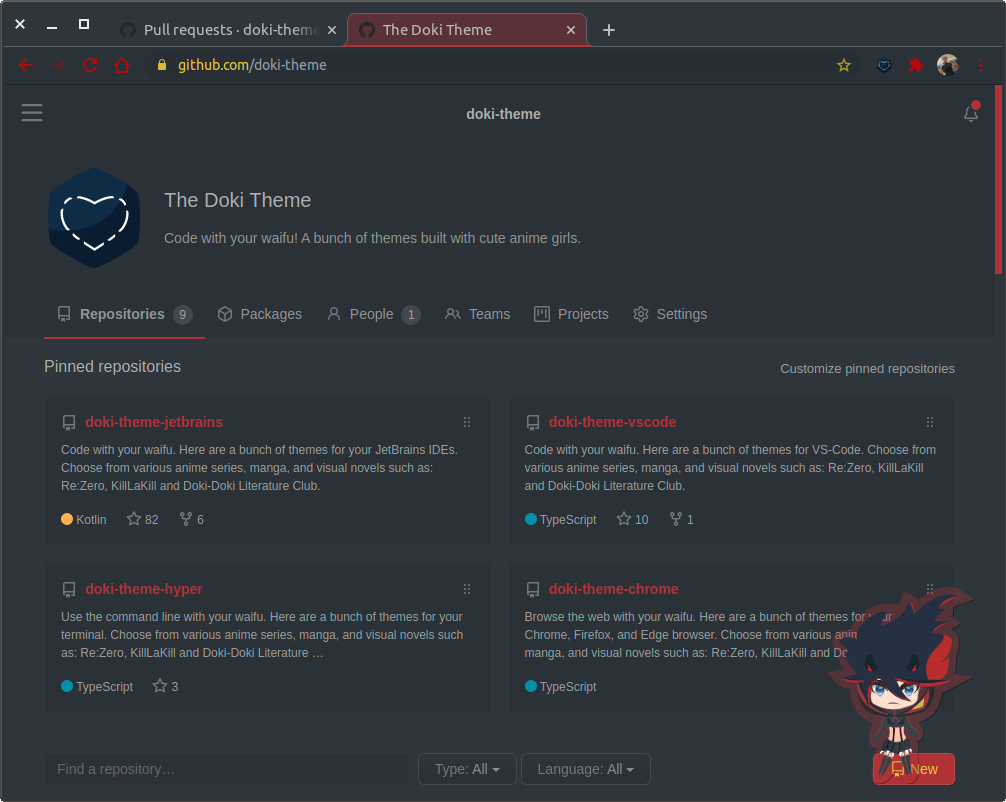 Pull requests · doki-theme
The Doki Theme
github.com/doki-theme
doki-theme
The Doki Theme
Code with your waifu! A bunch of themes built with cute anime girls.
Repositories 9 Packages People 1 Teams Projects Settings
Pinned repositories
Customize pinned repositories
doki-theme-jetbrains
Code with your waifu. Here are a bunch of themes for your JetBrains IDEs.
Choose from various anime series, manga, and visual novels such as:
Re:Zero, KillLaKill and Doki-Doki Literature Club.
Kotlin 82 6
doki-theme-vscode
Code with your waifu. Here are a bunch of themes for VS-Code. Choose from
various anime series, manga, and visual novels such as: Re:Zero, KillLaKill
and Doki-Doki Literature Club.
TypeScript 10 1
doki-theme-hyper
Use the command line with your waifu. Here are a bunch of themes for your
terminal. Choose from various anime series, manga, and visual novels such
as: Re:Zero, KillLaKill and Doki-Doki Literature …
TypeScript 3
doki-theme-chrome
Browse the web with your waifu. Here are a bunch of themes for your
Chrome, Firefox, and Edge browser. Choose from various anim
manga, and visual novels such as: Re:Zero, KillLaKill and Do
TypeScript
Find a repository…
Type: All
Language: All
New